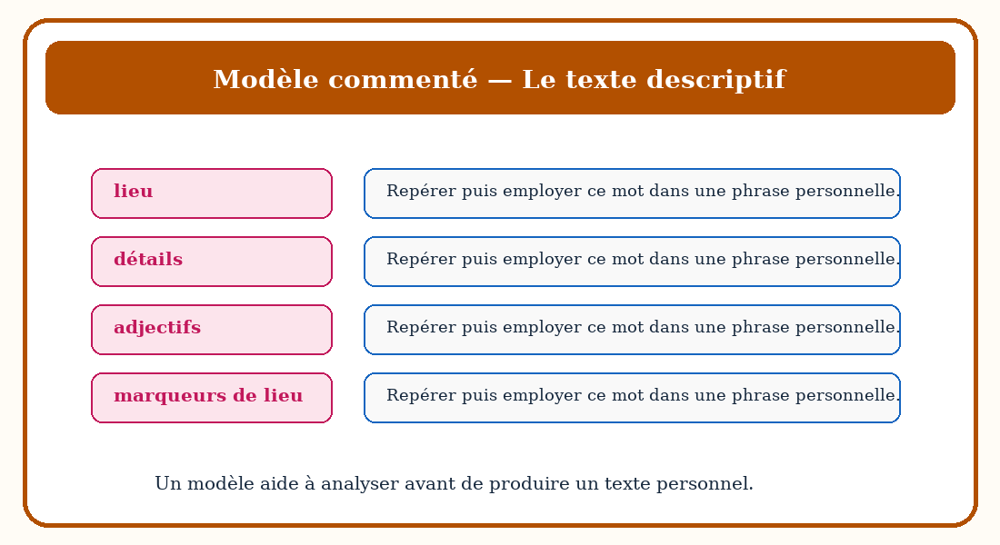 Modèle commenté — Le texte descriptif
lieu
Repérer puis employer ce mot dans une phrase personnelle.
détails
Repérer puis employer ce mot dans une phrase personnelle.
adjectifs
Repérer puis employer ce mot dans une phrase personnelle.
marqueurs de lieu
Repérer puis employer ce mot dans une phrase personnelle.
Un modèle aide à analyser avant de produire un texte personnel.